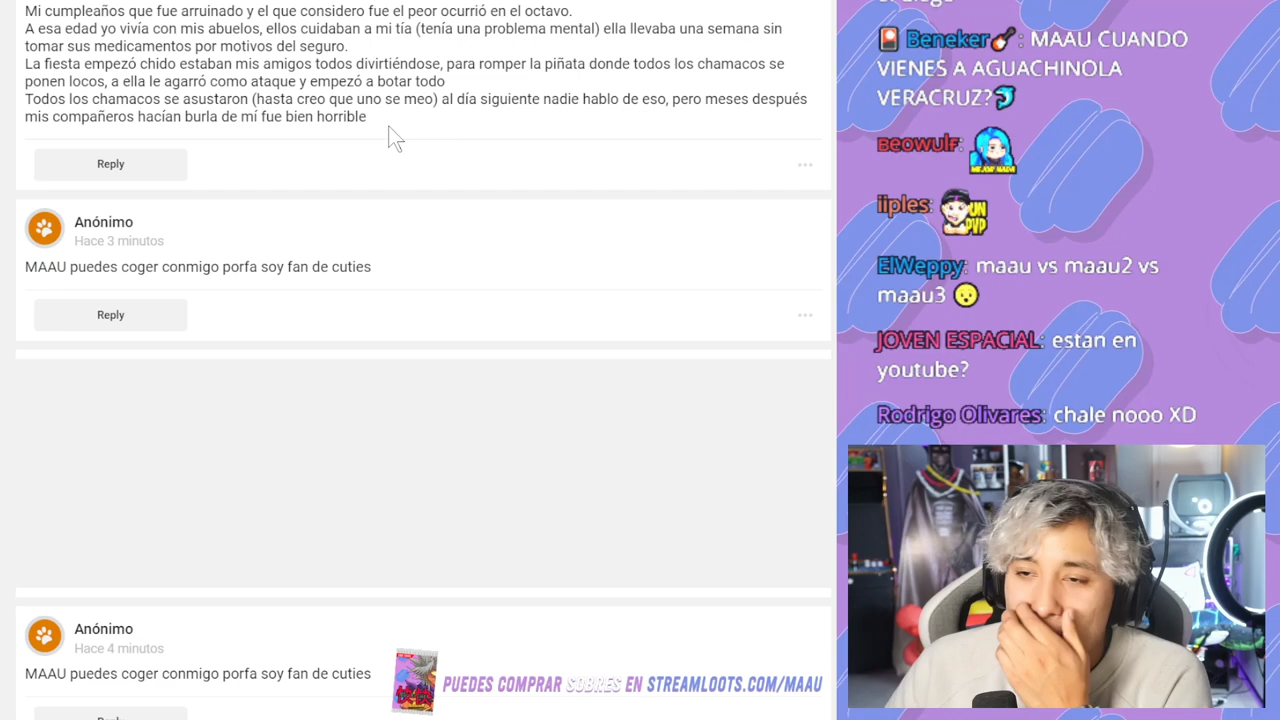 Mi cumpleaños que fue arruinado y el que considero fue el peor ocurrió en el octavo.
A esa edad yo vivía con mis abuelos, ellos cuidaban a mi tía (tenía una problema mental) ella llevaba una semana sin
tomar sus medicamentos por motivos del seguro.
La fiesta empezó chido estaban mis amigos todos divirtiéndose, para romper la piñata donde todos los chamacos se
ponen locos, a ella le agarró como ataque y empezó a botar todo
Todos los chamacos se asustaron (hasta creo que uno se meo) al día siguiente nadie hablo de eso, pero meses después
mis compañeros hacían burla de mí fue bien horrible
Reply
Anónimo
Hace 3 minutos
MAAU puedes coger conmigo porfa soy fan de cuties
Reply
Anónimo
Hace 4 minutos
MAAU puedes coger conmigo porfa soy fan de cuties
PUEDES COMPRAR SOBRES EN STREAMLOOTS.COM/MAAU
Beneker: MAAU CUANDO
VIENES A AGUACHINOLA
VERACRUZ?
Beowulf:
MEJOR NADA
iiples:
UN
PVP
ElWeppy: maau vs maau2 vs
maau3
JOVEN ESPACIAL: estan en
youtube?
Rodrigo Olivares: chale nooo XD